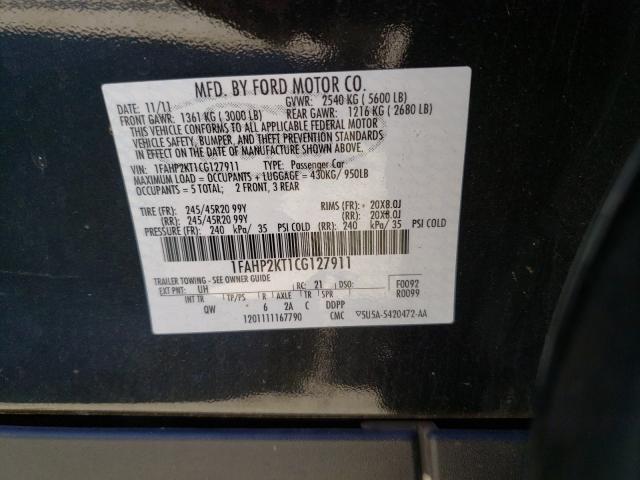 MFD. BY FORD MOTOR CO.
DATE: 11/11 GVWR: 2540 KG ( 5600 LB)
FRONT GAWR: 1361 KG ( 3000 LB) REAR GAWR: 1216 KG ( 2680 LB)
THIS VEHICLE CONFORMS TO ALL APPLICABLE FEDERAL MOTOR
VEHICLE SAFETY, BUMPER, AND THEFT PREVENTION STANDARDS
IN EFFECT ON THE DATE OF MANUFACTURE SHOWN ABOVE.
VIN: 1FAHP2KT1CG127911 TYPE: Passenger Car
MAXIMUM LOAD = OCCUPANTS + LUGGAGE = 430KG/ 950LB
OCCUPANTS = 5 TOTAL; 2 FRONT, 3 REAR
TIRE (FR): 245/45R20 99Y RIMS (FR): 20X8.0J
(RR): 245/45R20 99Y (RR): 20X8.0J
PRESSURE (FR): 240 kPa/ 35 PSI COLD (RR): 240 kPa/ 35 PSI COLD
1FAHP2KT1CG127911
TRAILER TOWING - SEE OWNER GUIDE
EXT PNT: UH RC: 21 DSO: F0092
R0099
INT TR TP/PS R AXLE TR SPR
QW 6 2A C DDPP
1201111167790 CMC 5U5A-5420472-AA